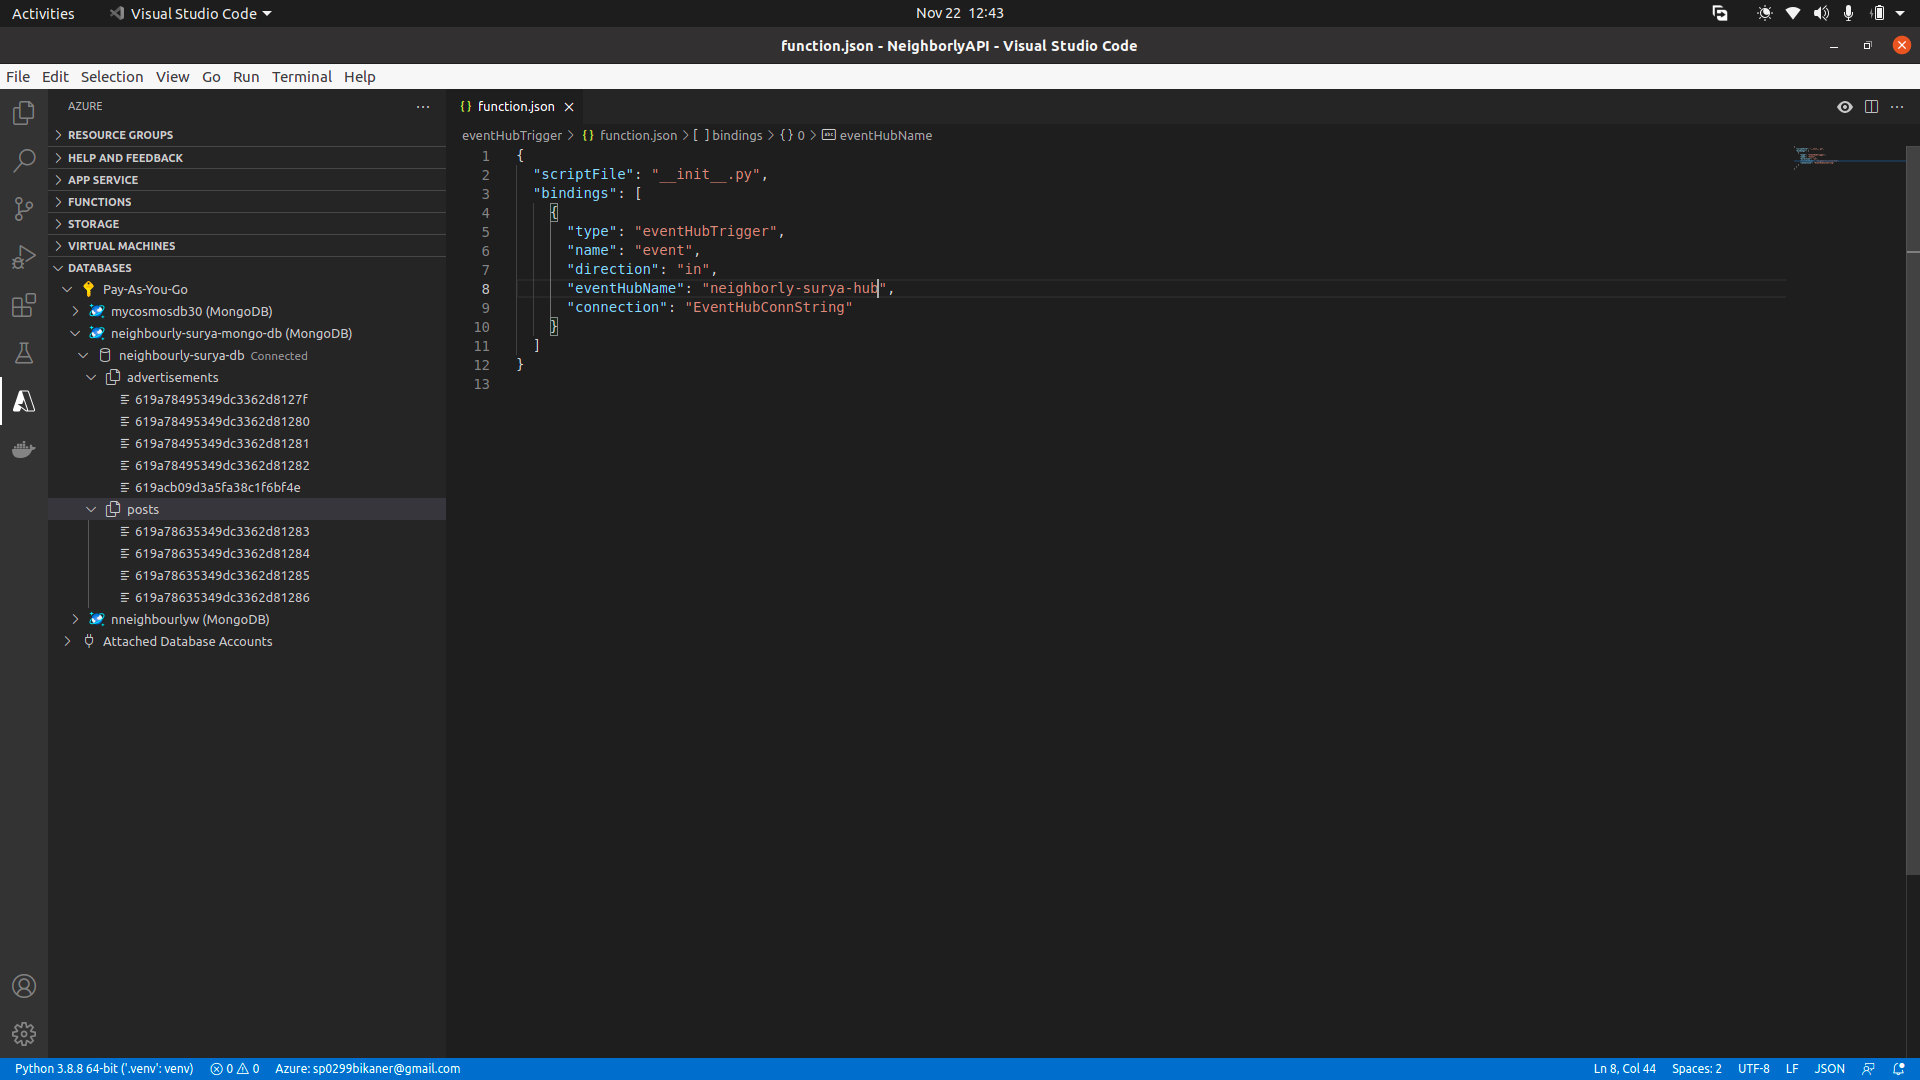 Activities
Visual Studio Code
Nov 22 12:43
function.json - NeighborlyAPI - Visual Studio Code
File Edit Selection View Go Run Terminal Help
AZURE
RESOURCE GROUPS
HELP AND FEEDBACK
APP SERVICE
FUNCTIONS
STORAGE
VIRTUAL MACHINES
DATABASES
Pay-As-You-Go
mycosmosdb30 (MongoDB)
neighbourly-surya-mongo-db (MongoDB)
neighbourly-surya-db Connected
advertisements
619a78495349dc3362d8127f
619a78495349dc3362d81280
619a78495349dc3362d81281
619a78495349dc3362d81282
619acb09d3a5fa38c1f6bf4e
posts
619a78635349dc3362d81283
619a78635349dc3362d81284
619a78635349dc3362d81285
619a78635349dc3362d81286
nneighbourlyw (MongoDB)
Attached Database Accounts
{} function.json
eventHubTrigger > {} function.json > [ ] bindings > {} 0 > abc eventHubName
1 {
2 "scriptFile": "__init__.py",
3 "bindings": [
4 {
5 "type": "eventHubTrigger",
6 "name": "event",
7 "direction": "in",
8 "eventHubName": "neighborly-surya-hub",
9 "connection": "EventHubConnString"
10 }
11 ]
12 }
13
Python 3.8.8 64-bit ('.venv': venv) 0 0 Azure: sp0299bikaner@gmail.com
Ln 8, Col 44 Spaces: 2 UTF-8 LF JSON